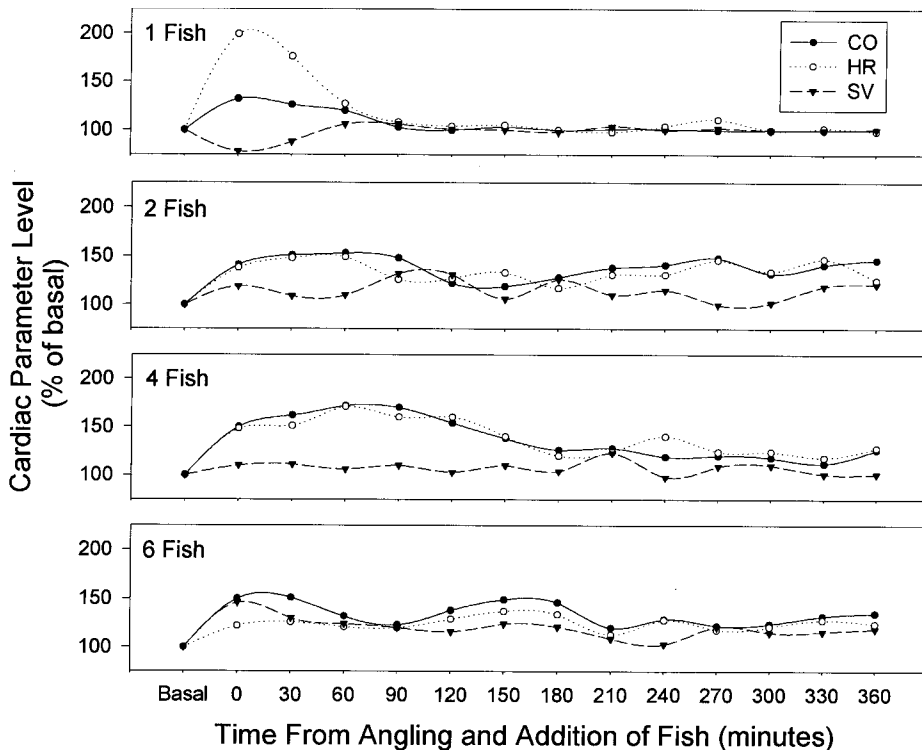 1 Fish
CO
HR
SV
200
150
100
2 Fish
200
150
100
4 Fish
200
150
100
6 Fish
200
150
100
Cardiac Parameter Level
(% of basal)
Basal 0 30 60 90 120 150 180 210 240 270 300 330 360
Time From Angling and Addition of Fish (minutes)